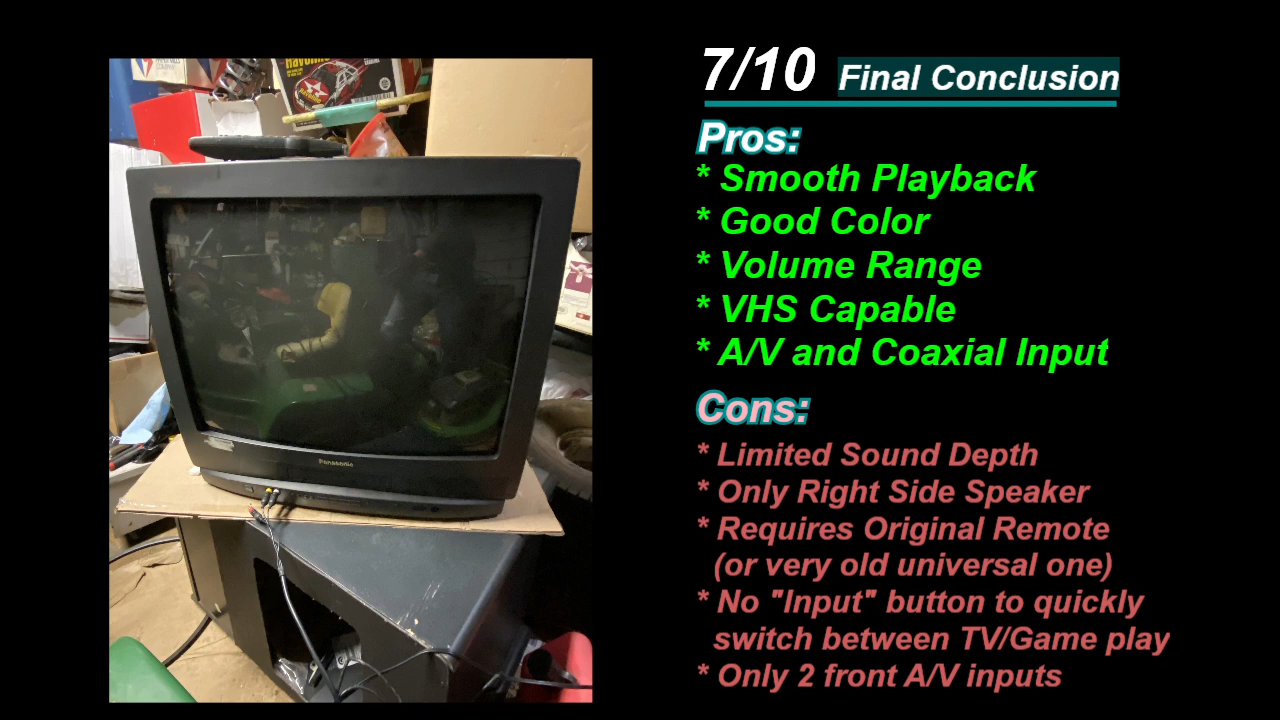 7/10 Final Conclusion
Pros:
* Smooth Playback
* Good Color
* Volume Range
* VHS Capable
* A/V and Coaxial Input
Cons:
* Limited Sound Depth
* Only Right Side Speaker
* Requires Original Remote
(or very old universal one)
* No "Input" button to quickly
switch between TV/Game play
* Only 2 front A/V inputs
Panasonic